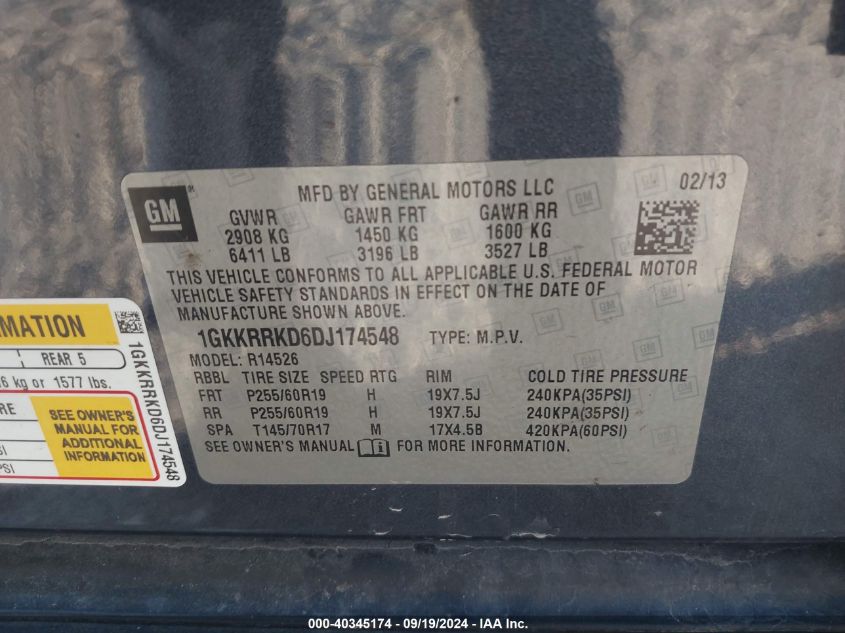 GM
®
MFD BY GENERAL MOTORS LLC 02/13
GVWR GAWR FRT GAWR RR
2908 KG 1450 KG 1600 KG
6411 LB 3196 LB 3527 LB
THIS VEHICLE CONFORMS TO ALL APPLICABLE U.S. FEDERAL MOTOR
VEHICLE SAFETY STANDARDS IN EFFECT ON THE DATE OF
MANUFACTURE SHOWN ABOVE.
1GKKRRKD6DJ174548 TYPE: M.P.V.
MODEL: R14526
RBBL TIRE SIZE SPEED RTG RIM COLD TIRE PRESSURE
FRT P255/60R19 H 19X7.5J 240KPA(35PSI)
RR P255/60R19 H 19X7.5J 240KPA(35PSI)
SPA T145/70R17 M 17X4.5B 420KPA(60PSI)
SEE OWNER'S MANUAL FOR MORE INFORMATION.
RMATION
REAR 5
6 kg or 1577 lbs.
RE
SEE OWNER'S
MANUAL FOR
ADDITIONAL
INFORMATION
SI
PSI
1GKKRRKD6DJ174548
000-40345174 - 09/19/2024 - IAA Inc.